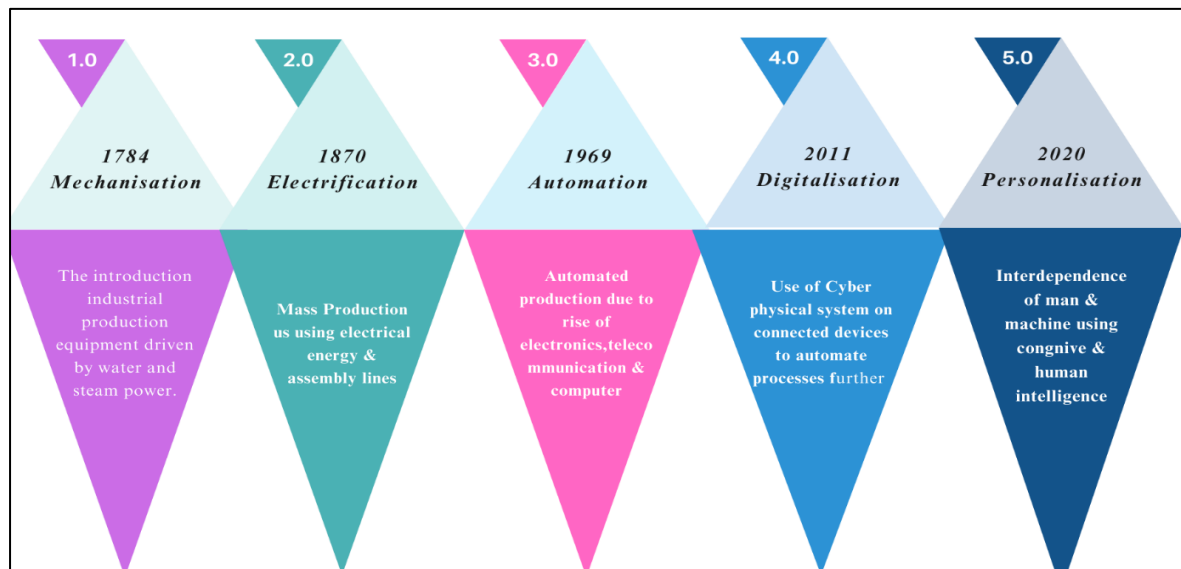 1.0
1784
Mechanisation
The introduction
industrial
production
equipment driven
by water and
steam power.
2.0
1870
Electrification
Mass Production
us using electrical
energy &
assembly lines
3.0
1969
Automation
Automated
production due to
rise of
electronics,teleco
mmunication &
computer
4.0
2011
Digitalisation
Use of Cyber
physical system on
connected devices
to automate
processes further
5.0
2020
Personalisation
Interdependence
of man &
machine using
congnive &
human
intelligence